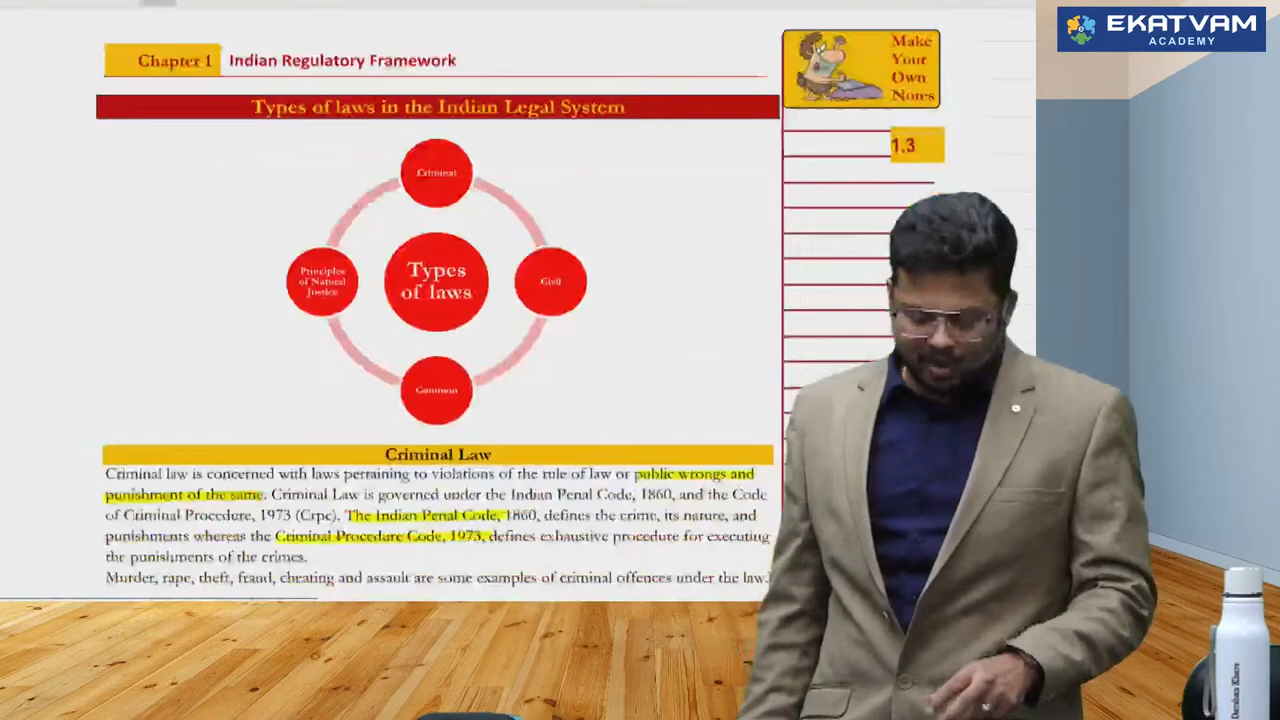 EKATVAM
ACADEMY
Chapter 1 Indian Regulatory Framework
Make
Your
Own
Notes
Types of laws in the Indian Legal System
1.3
Criminal
Principles
of Natural
Justice
Types
of laws
Civil
Common
Criminal Law
Criminal law is concerned with laws pertaining to violations of the rule of law or public wrongs and
punishment of the same. Criminal Law is governed under the Indian Penal Code, 1860, and the Code
of Criminal Procedure, 1973 (Crpc). The Indian Penal Code, 1860, defines the crime, its nature, and
punishments whereas the Criminal Procedure Code, 1973, defines exhaustive procedure for executing
the punishments of the crimes.
Murder, rape, theft, fraud, cheating and assault are some examples of criminal offences under the law.